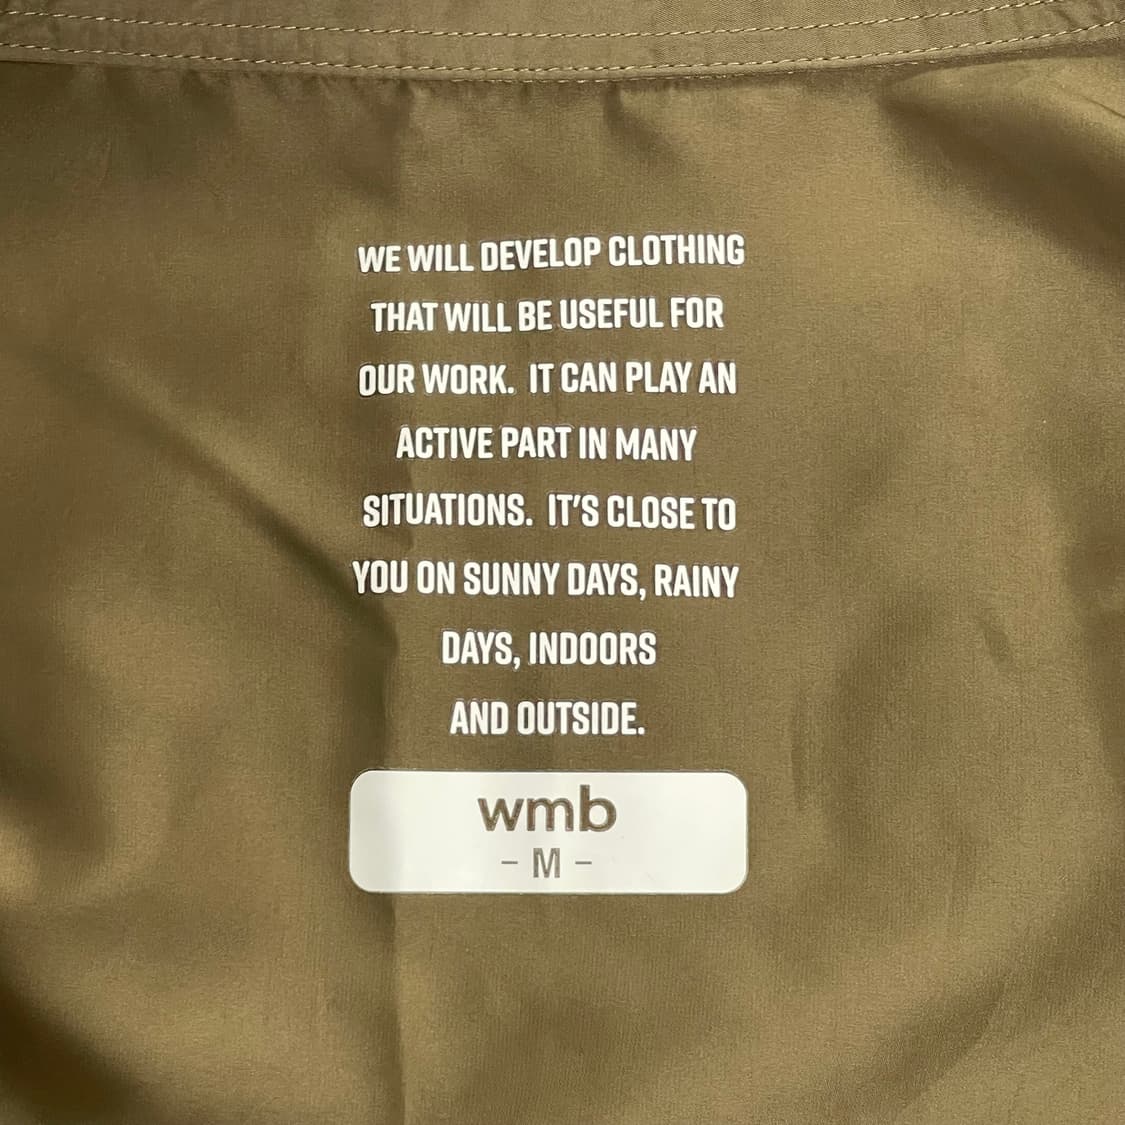 WE WILL DEVELOP CLOTHING
THAT WILL BE USEFUL FOR
OUR WORK. IT CAN PLAY AN
ACTIVE PART IN MANY
SITUATIONS. IT'S CLOSE TO
YOU ON SUNNY DAYS, RAINY
DAYS, INDOORS
AND OUTSIDE.
wmb
- M -